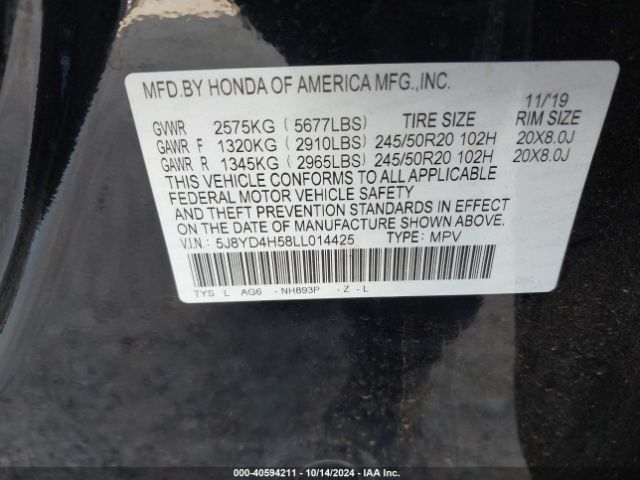 MFD.BY HONDA OF AMERICA MFG.,INC.
11/'19
GVWR 2575KG (5677LBS) TIRE SIZE RIM SIZE
GAWR F 1320KG (2910LBS) 245/50R20 102H 20X8.0J
GAWR R 1345KG (2965LBS) 245/50R20 102H 20X8.0J
THIS VEHICLE CONFORMS TO ALL APPLICABLE
FEDERAL MOTOR VEHICLE SAFETY
AND THEFT PREVENTION STANDARDS IN EFFECT
ON THE DATE OF MANUFACTURE SHOWN ABOVE.
V.I.N.: 5J8YD4H58LL014425 TYPE: MPV
TYS L AG6 -NH893P -Z-L
000-40594211 - 10/14/2024 - IAA Inc.